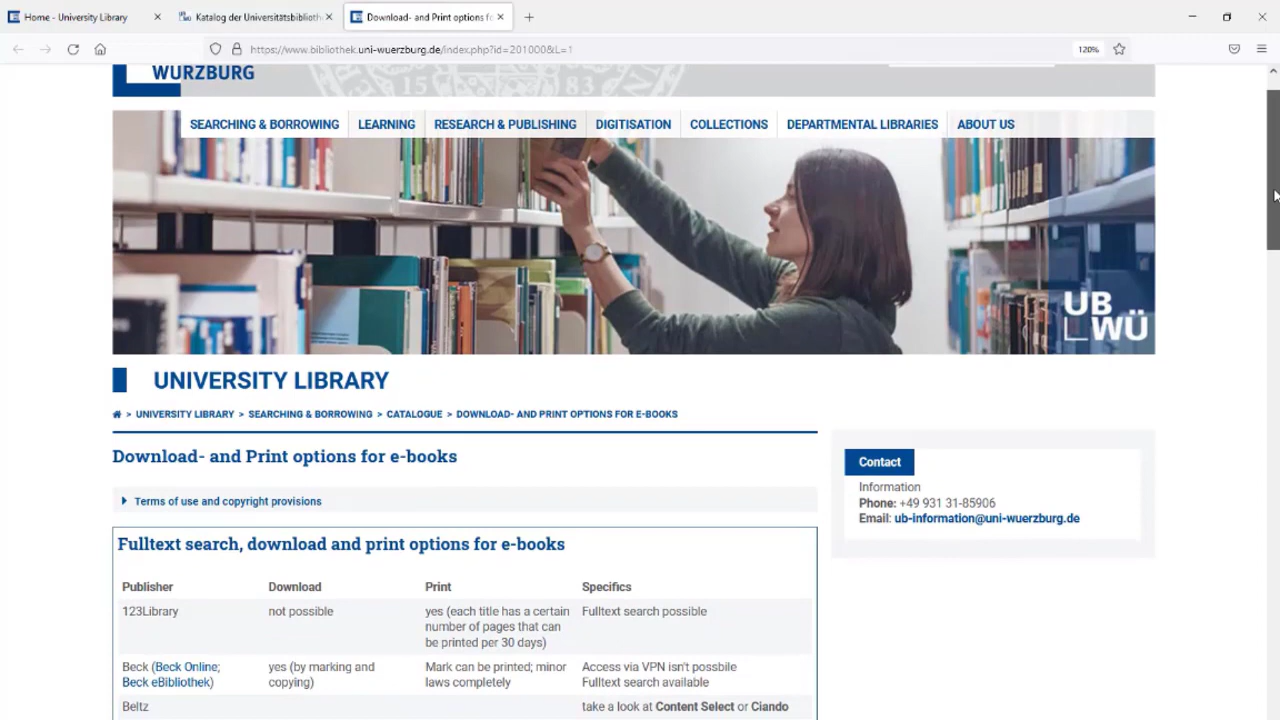 Home - University Library
Katalog der Universitätsbiblioth
Download- and Print options fo
https://www.bibliothek.uni-wuerzburg.de/index.php?id=201000&L=1
120%
WÜRZBURG
15 83
SEARCHING & BORROWING
LEARNING
RESEARCH & PUBLISHING
DIGITISATION
COLLECTIONS
DEPARTMENTAL LIBRARIES
ABOUT US
UB
WÜ
UNIVERSITY LIBRARY
> UNIVERSITY LIBRARY > SEARCHING & BORROWING > CATALOGUE > DOWNLOAD- AND PRINT OPTIONS FOR E-BOOKS
Download- and Print options for e-books
Contact
Information
Phone: +49 931 31-85906
Email: ub-information@uni-wuerzburg.de
Terms of use and copyright provisions
Fulltext search, download and print options for e-books
Publisher Download Print Specifics
123Library not possible yes (each title has a certain Fulltext search possible
number of pages that can
be printed per 30 days)
Beck (Beck Online; yes (by marking and Mark can be printed; minor Access via VPN isn't possbile
Beck eBibliothek) copying) laws completely Fulltext search available
Beltz take a look at Content Select or Ciando